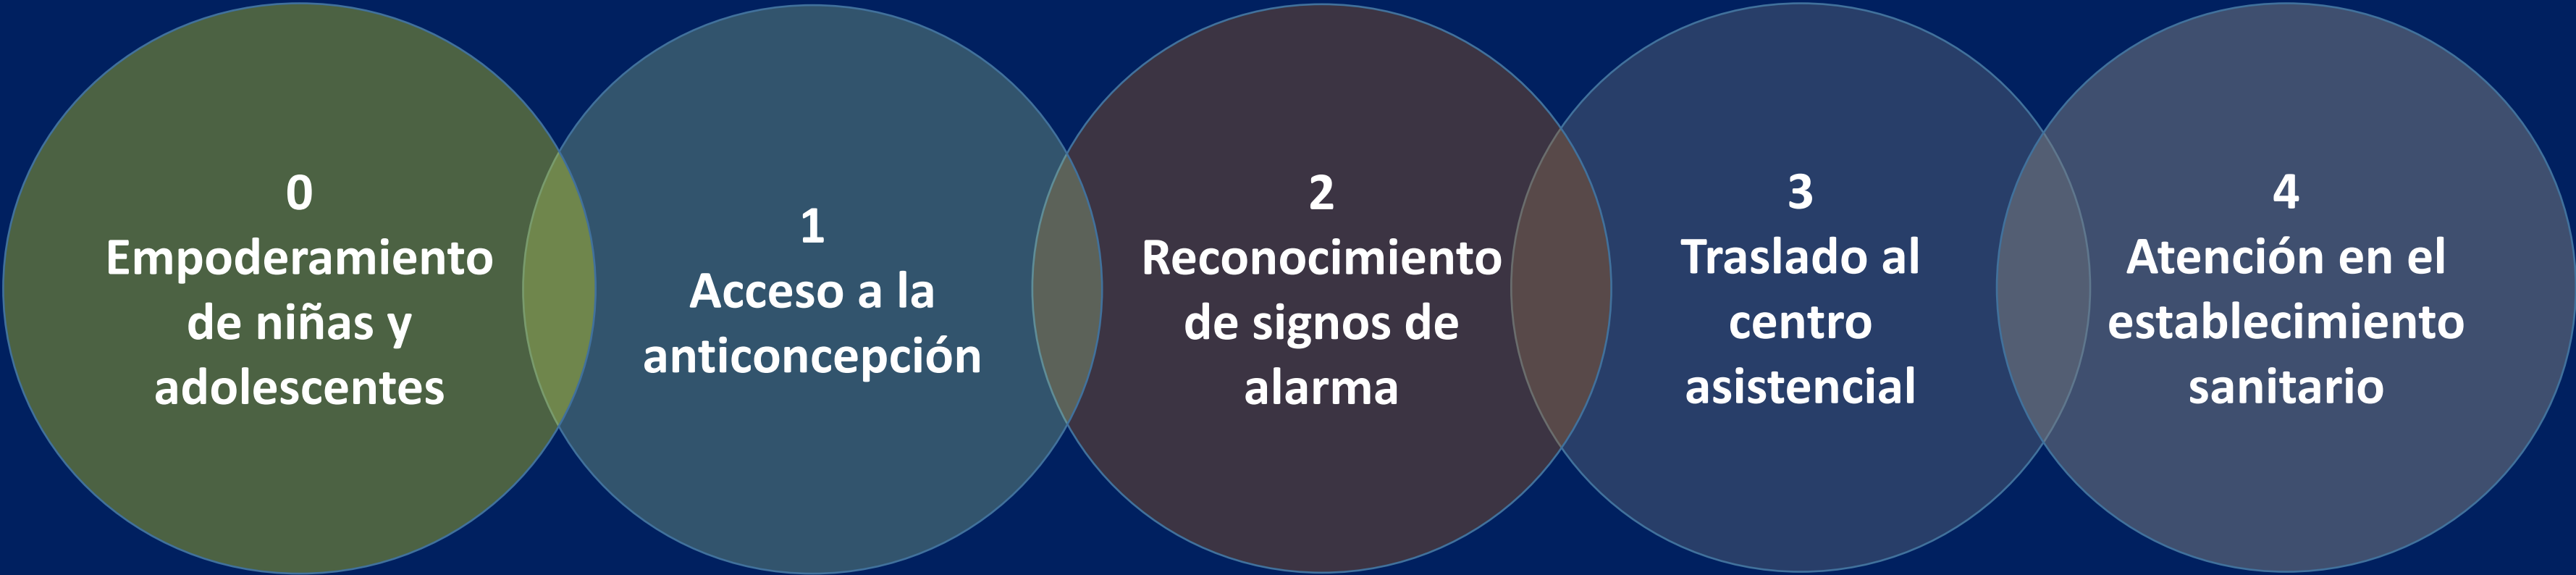 0
Empoderamiento
de niñas y
adolescentes
1
Acceso a la
anticoncepción
2
Reconocimiento
de signos de
alarma
3
Traslado al
centro
asistencial
4
Atención en el
establecimiento
sanitario